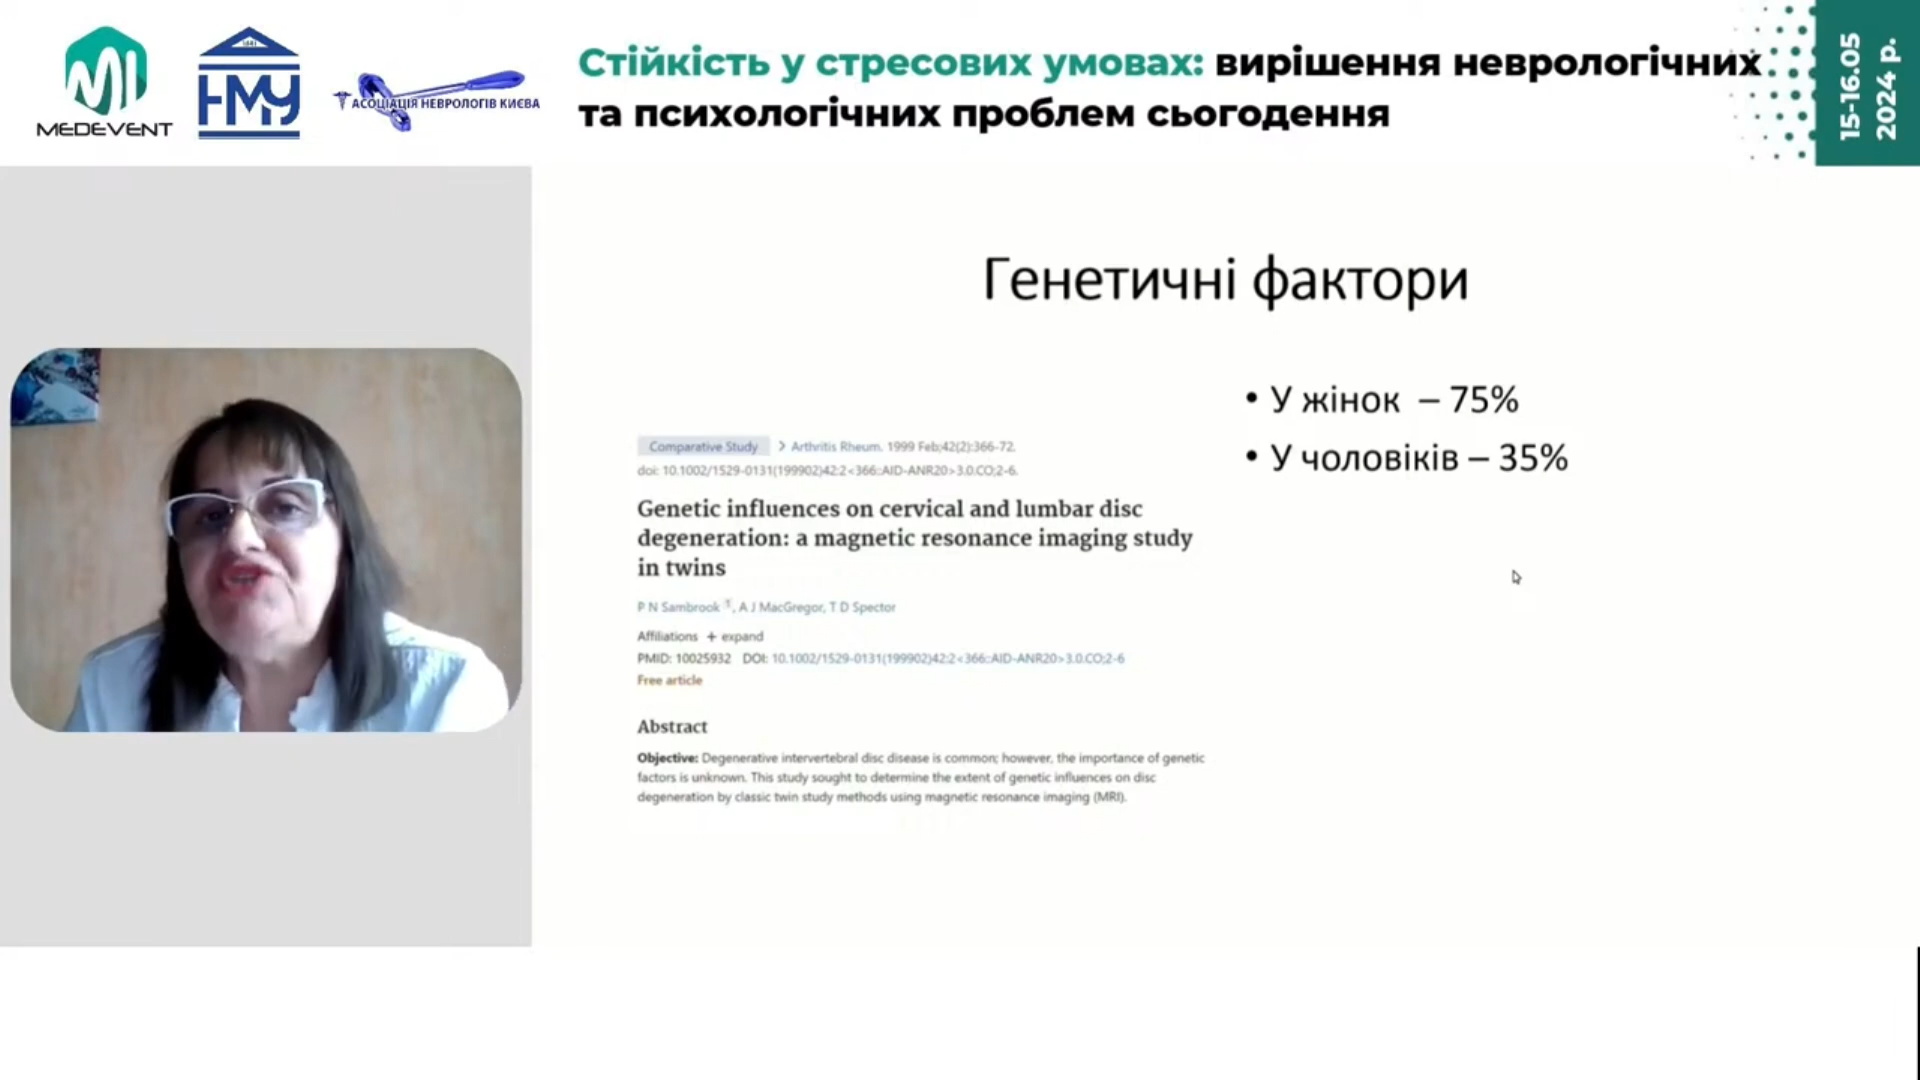 MEDEVENT
1841
НМУ
АСОЦІАЦІЯ НЕВРОЛОГІВ КИЄВА
Стійкість у стресових умовах: вирішення неврологічних
та психологічних проблем сьогодення
15-16.05
2024 р.
Генетичні фактори
• У жінок – 75%
• У чоловіків – 35%
Comparative Study > Arthritis Rheum. 1999 Feb;42(2):366-72.
doi: 10.1002/1529-0131(199902)42:2<366::AID-ANR20>3.0.CO;2-6.
Genetic influences on cervical and lumbar disc
degeneration: a magnetic resonance imaging study
in twins
P N Sambrook 1, A J MacGregor, T D Spector
Affiliations + expand
PMID: 10025932 DOI: 10.1002/1529-0131(199902)42:2<366::AID-ANR20>3.0.CO;2-6
Free article
Abstract
Objective: Degenerative intervertebral disc disease is common; however, the importance of genetic
factors is unknown. This study sought to determine the extent of genetic influences on disc
degeneration by classic twin study methods using magnetic resonance imaging (MRI).